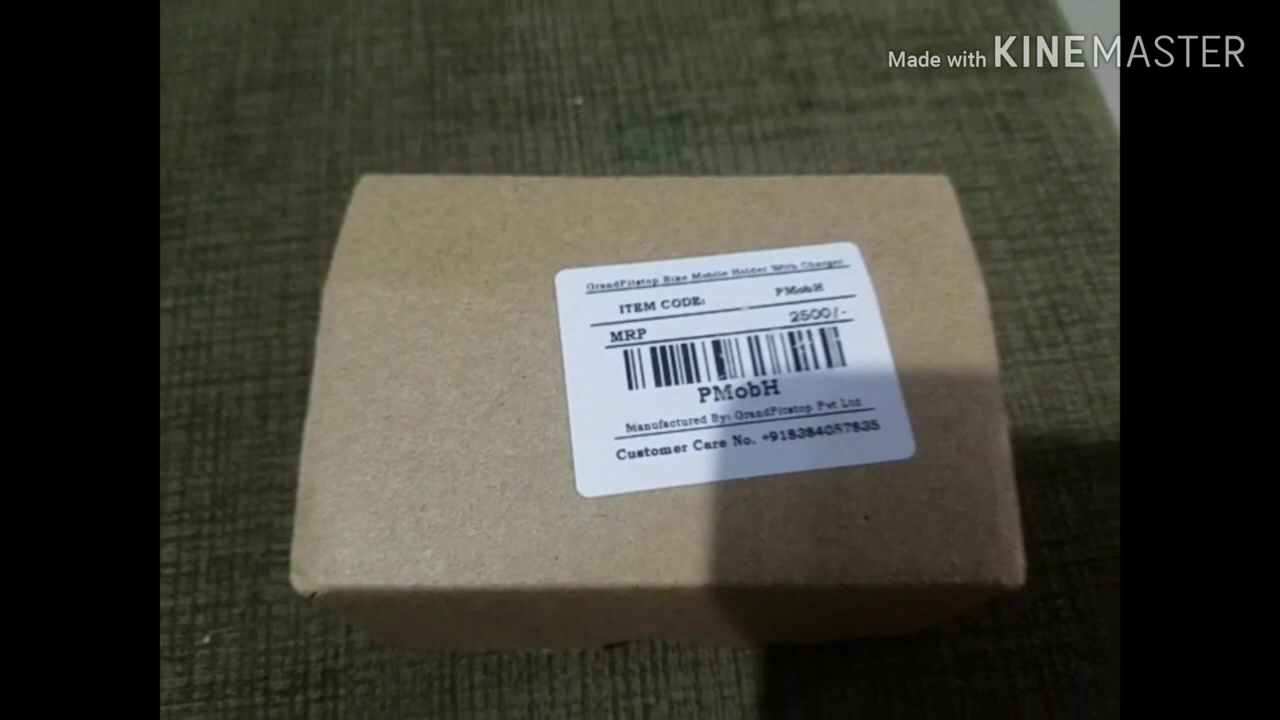 Made with KINEMASTER
GrandPitstop Bike Mobile Holder With Charger
ITEM CODE: PMobH
MRP 2500/-
PMobH
Manufactured By: GrandPitstop Pvt Ltd
Customer Care No. +918384057835